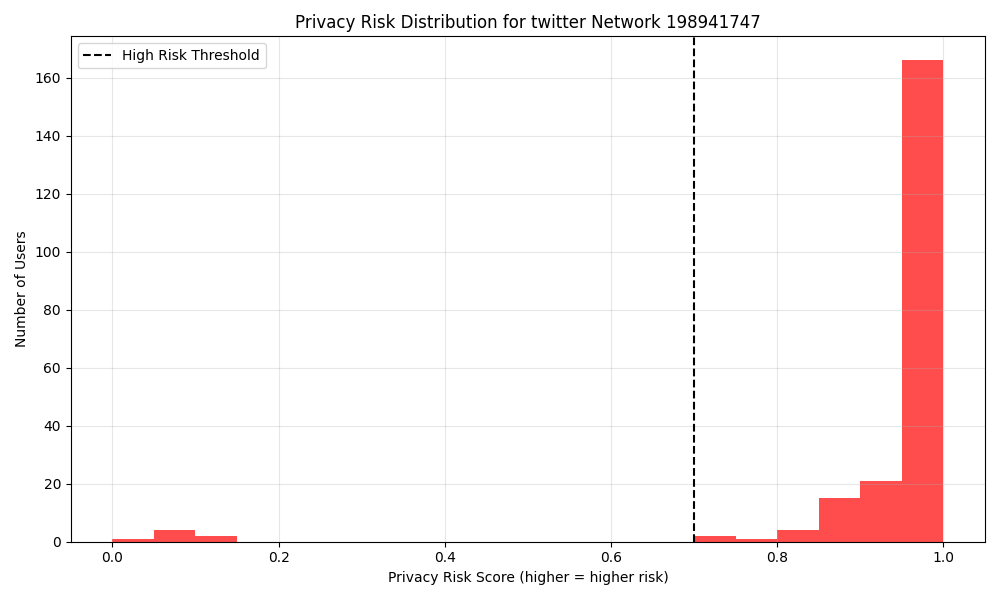 Privacy Risk Distribution for twitter Network 198941747
High Risk Threshold
Number of Users
160
140
120
100
80
60
40
20
0
0.0 0.2 0.4 0.6 0.8 1.0
Privacy Risk Score (higher = higher risk)